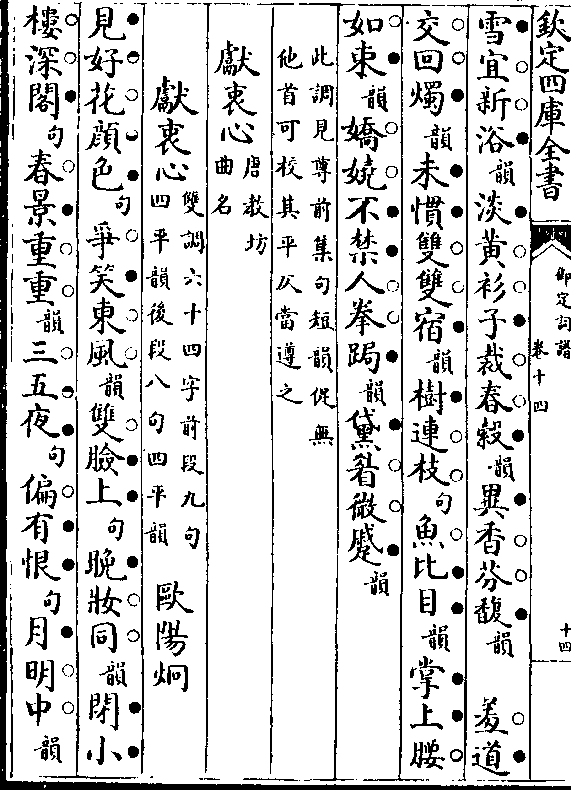 欽定四庫全書
御定詞譜
卷十四
十四
雪宜新浴韻淡黃衫子裁春縠韻異香芬馥韻　羞道
交回燭韻未慣雙雙宿韻樹連枝句魚比目韻掌上腰
如束韻嬌嬈不禁人拳跼韻黛眉微蹙韻
此調見尊前集句短韻促無
他首可校其平仄當遵之
獻衷心唐教坊曲名
獻衷心雙調六十四字前段九句四平韻後段八句四平韻　歐陽炯
見好花顏色句爭笑東風韻雙臉上句晚妝同韻閉小
樓深閣句春景重重韻三五夜句偏有恨句月明中韻